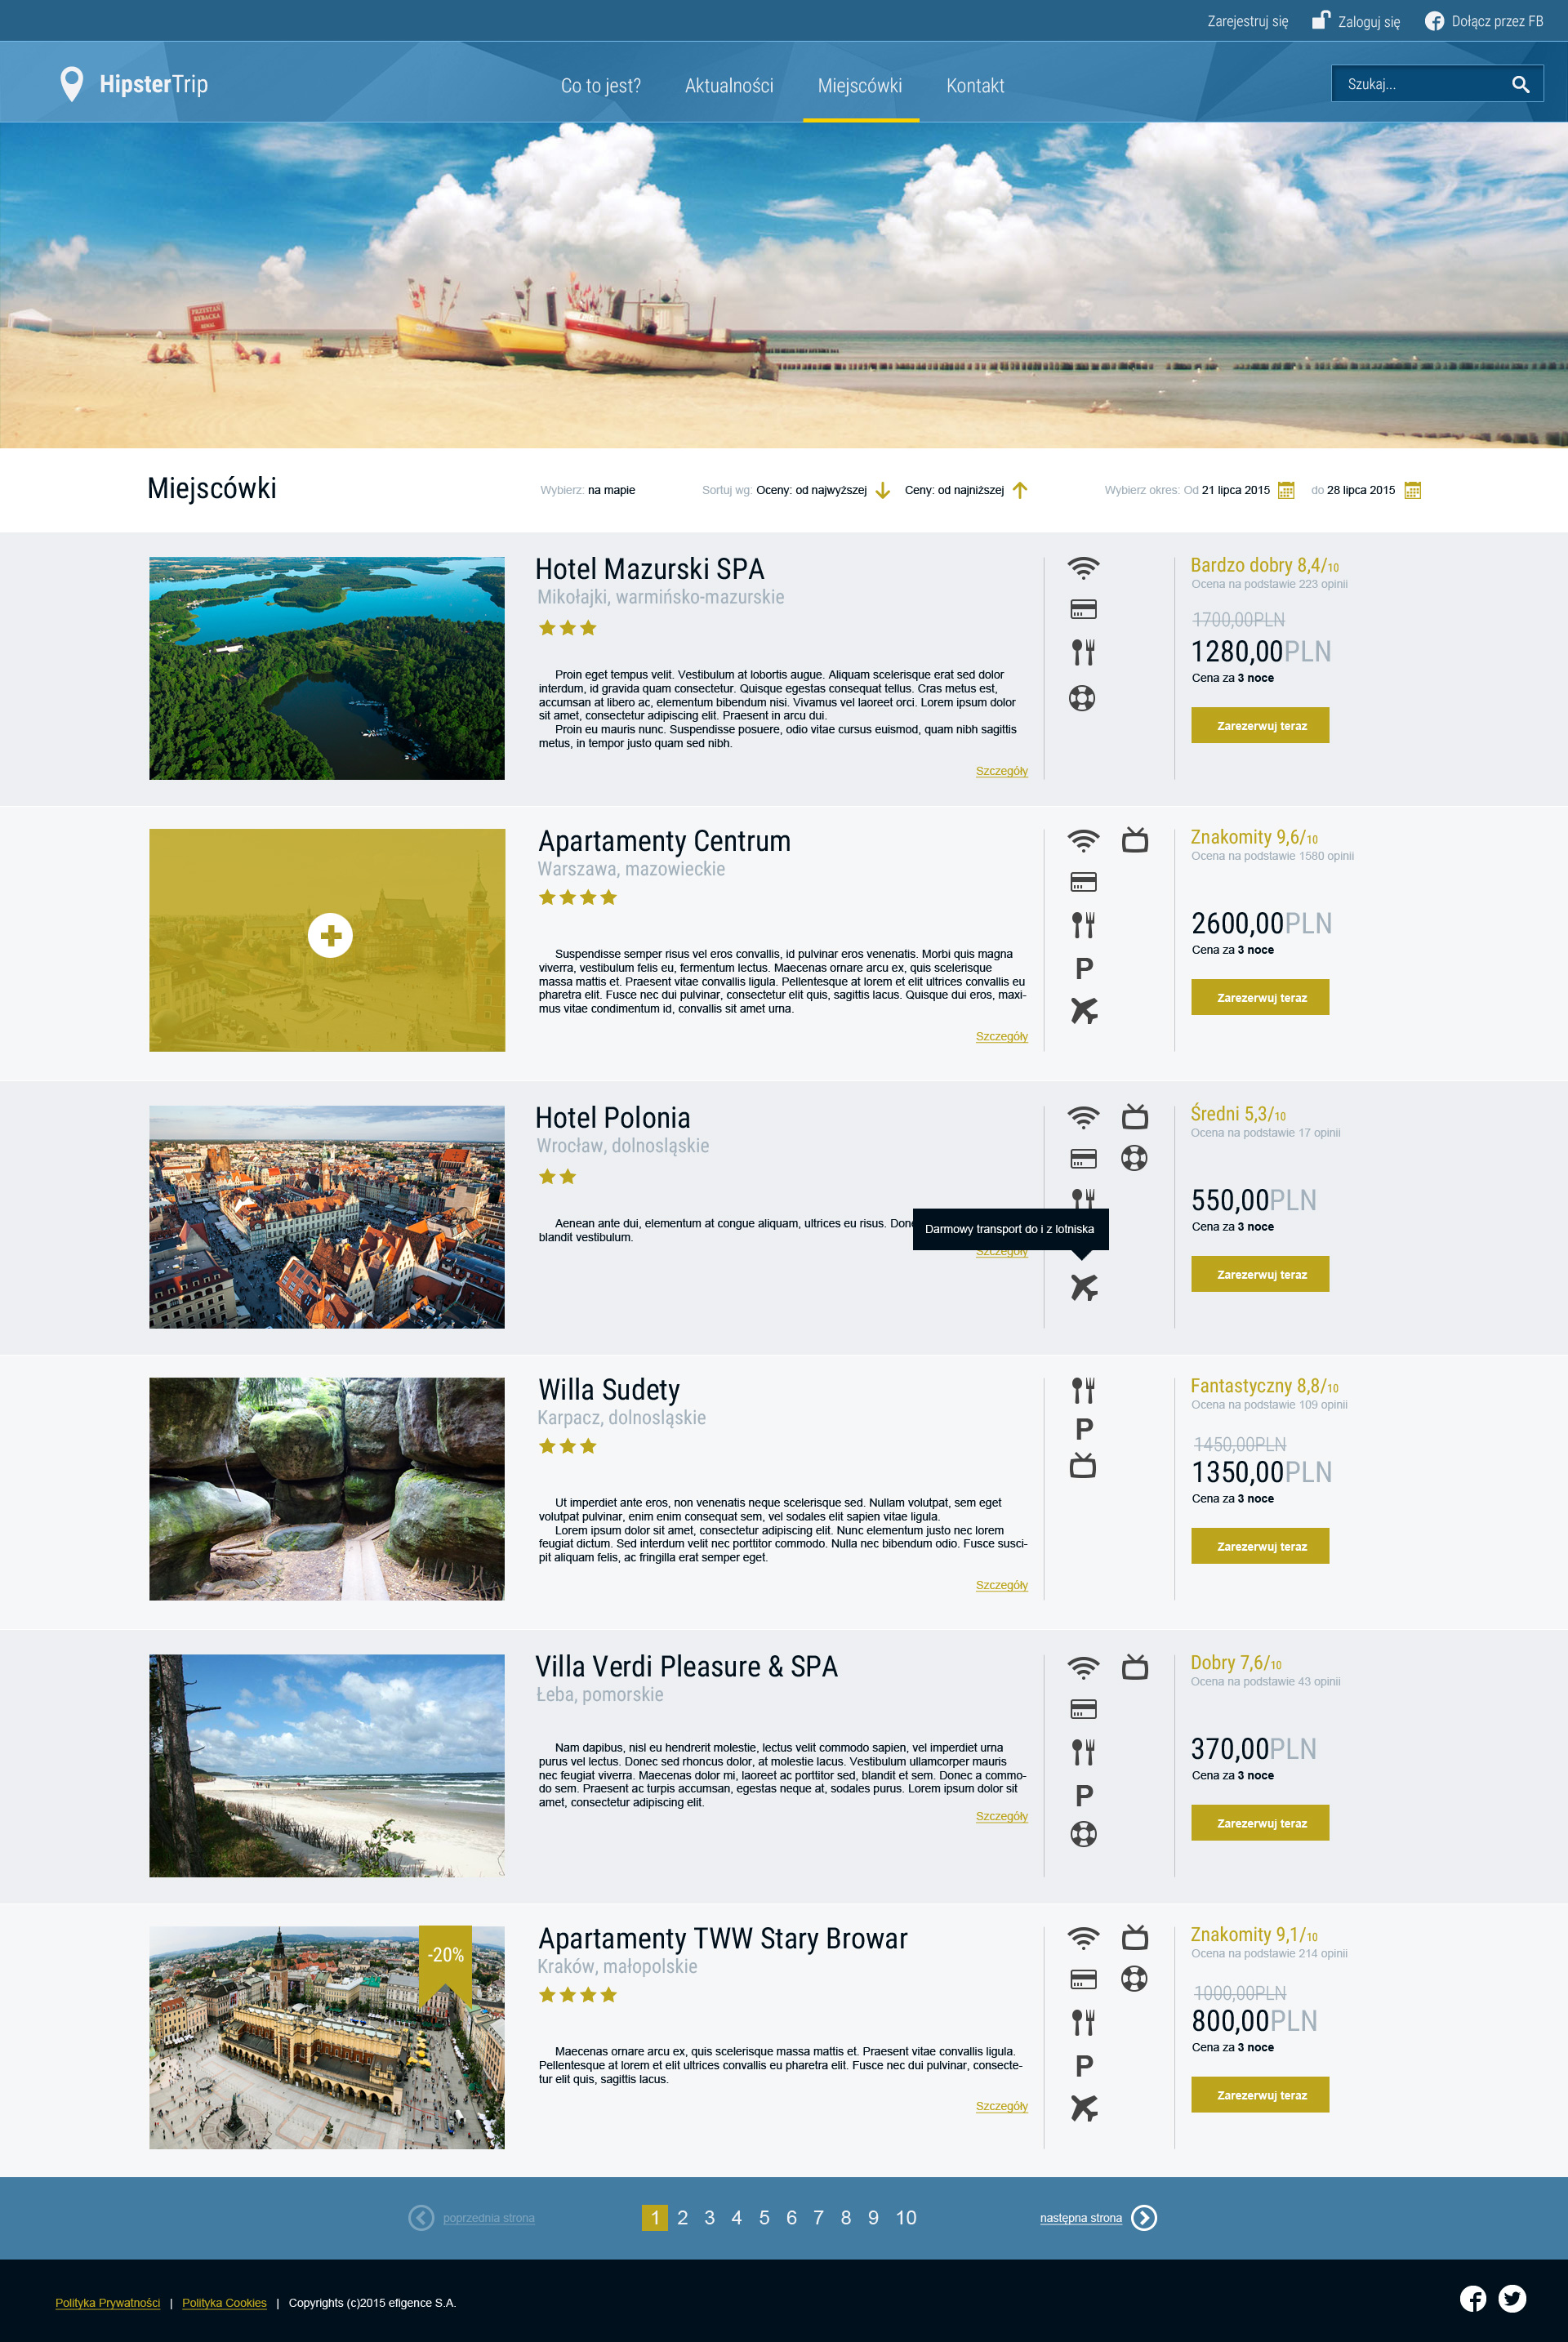 Zarejestruj się
Zaloguj się
Dołącz przez FB
HipsterTrip
Co to jest?
Aktualności
Miejscówki
Kontakt
Szukaj...
PRZYSTAŃ
RYBACKA
Miejscówki
Wybierz: na mapie
Sortuj wg: Oceny: od najwyższej
Ceny: od najniższej
Wybierz okres: Od 21 lipca 2015
do 28 lipca 2015
Hotel Mazurski SPA
Mikołajki, warmińsko-mazurskie
Proin eget tempus velit. Vestibulum at lobortis augue. Aliquam scelerisque erat sed dolor
interdum, id gravida quam consectetur. Quisque egestas consequat tellus. Cras metus est,
accumsan at libero ac, elementum bibendum nisi. Vivamus vel laoreet orci. Lorem ipsum dolor
sit amet, consectetur adipiscing elit. Praesent in arcu dui.
Proin eu mauris nunc. Suspendisse posuere, odio vitae cursus euismod, quam nibh sagittis
metus, in tempor justo quam sed nibh.
Szczegóły
Bardzo dobry 8,4/10
Ocena na podstawie 223 opinii
1700,00PLN
1280,00PLN
Cena za 3 noce
Zarezerwuj teraz
Apartamenty Centrum
Warszawa, mazowieckie
Suspendisse semper risus vel eros convallis, id pulvinar eros venenatis. Morbi quis magna
viverra, vestibulum felis eu, fermentum lectus. Maecenas ornare arcu ex, quis scelerisque
massa mattis et. Praesent vitae convallis ligula. Pellentesque at lorem et elit ultrices convallis eu
pharetra elit. Fusce nec dui pulvinar, consectetur elit quis, sagittis lacus. Quisque dui eros, maxi-
mus vitae condimentum id, convallis sit amet urna.
Szczegóły
P
Znakomity 9,6/10
Ocena na podstawie 1580 opinii
2600,00PLN
Cena za 3 noce
Zarezerwuj teraz
Hotel Polonia
Wrocław, dolnosląskie
Aenean ante dui, elementum at congue aliquam, ultrices eu risus. Done
blandit vestibulum.
Szczegóły
Darmowy transport do i z lotniska
Średni 5,3/10
Ocena na podstawie 17 opinii
550,00PLN
Cena za 3 noce
Zarezerwuj teraz
Willa Sudety
Karpacz, dolnosląskie
Ut imperdiet ante eros, non venenatis neque scelerisque sed. Nullam volutpat, sem eget
volutpat pulvinar, enim enim consequat sem, vel sodales elit sapien vitae ligula.
Lorem ipsum dolor sit amet, consectetur adipiscing elit. Nunc elementum justo nec lorem
feugiat dictum. Sed interdum velit nec porttitor commodo. Nulla nec bibendum odio. Fusce susci-
pit aliquam felis, ac fringilla erat semper eget.
Szczegóły
P
Fantastyczny 8,8/10
Ocena na podstawie 109 opinii
1450,00PLN
1350,00PLN
Cena za 3 noce
Zarezerwuj teraz
Villa Verdi Pleasure & SPA
Łeba, pomorskie
Nam dapibus, nisl eu hendrerit molestie, lectus velit commodo sapien, vel imperdiet urna
purus vel lectus. Donec sed rhoncus dolor, at molestie lacus. Vestibulum ullamcorper mauris
nec feugiat viverra. Maecenas dolor mi, laoreet ac porttitor sed, blandit et sem. Donec a commo-
do sem. Praesent ac turpis accumsan, egestas neque at, sodales purus. Lorem ipsum dolor sit
amet, consectetur adipiscing elit.
Szczegóły
P
Dobry 7,6/10
Ocena na podstawie 43 opinii
370,00PLN
Cena za 3 noce
Zarezerwuj teraz
-20%
Apartamenty TWW Stary Browar
Kraków, małopolskie
Maecenas ornare arcu ex, quis scelerisque massa mattis et. Praesent vitae convallis ligula.
Pellentesque at lorem et elit ultrices convallis eu pharetra elit. Fusce nec dui pulvinar, consecte-
tur elit quis, sagittis lacus.
Szczegóły
P
Znakomity 9,1/10
Ocena na podstawie 214 opinii
1000,00PLN
800,00PLN
Cena za 3 noce
Zarezerwuj teraz
poprzednia strona
1 2 3 4 5 6 7 8 9 10
następna strona
Polityka Prywatności | Polityka Cookies | Copyrights (c)2015 efigence S.A.